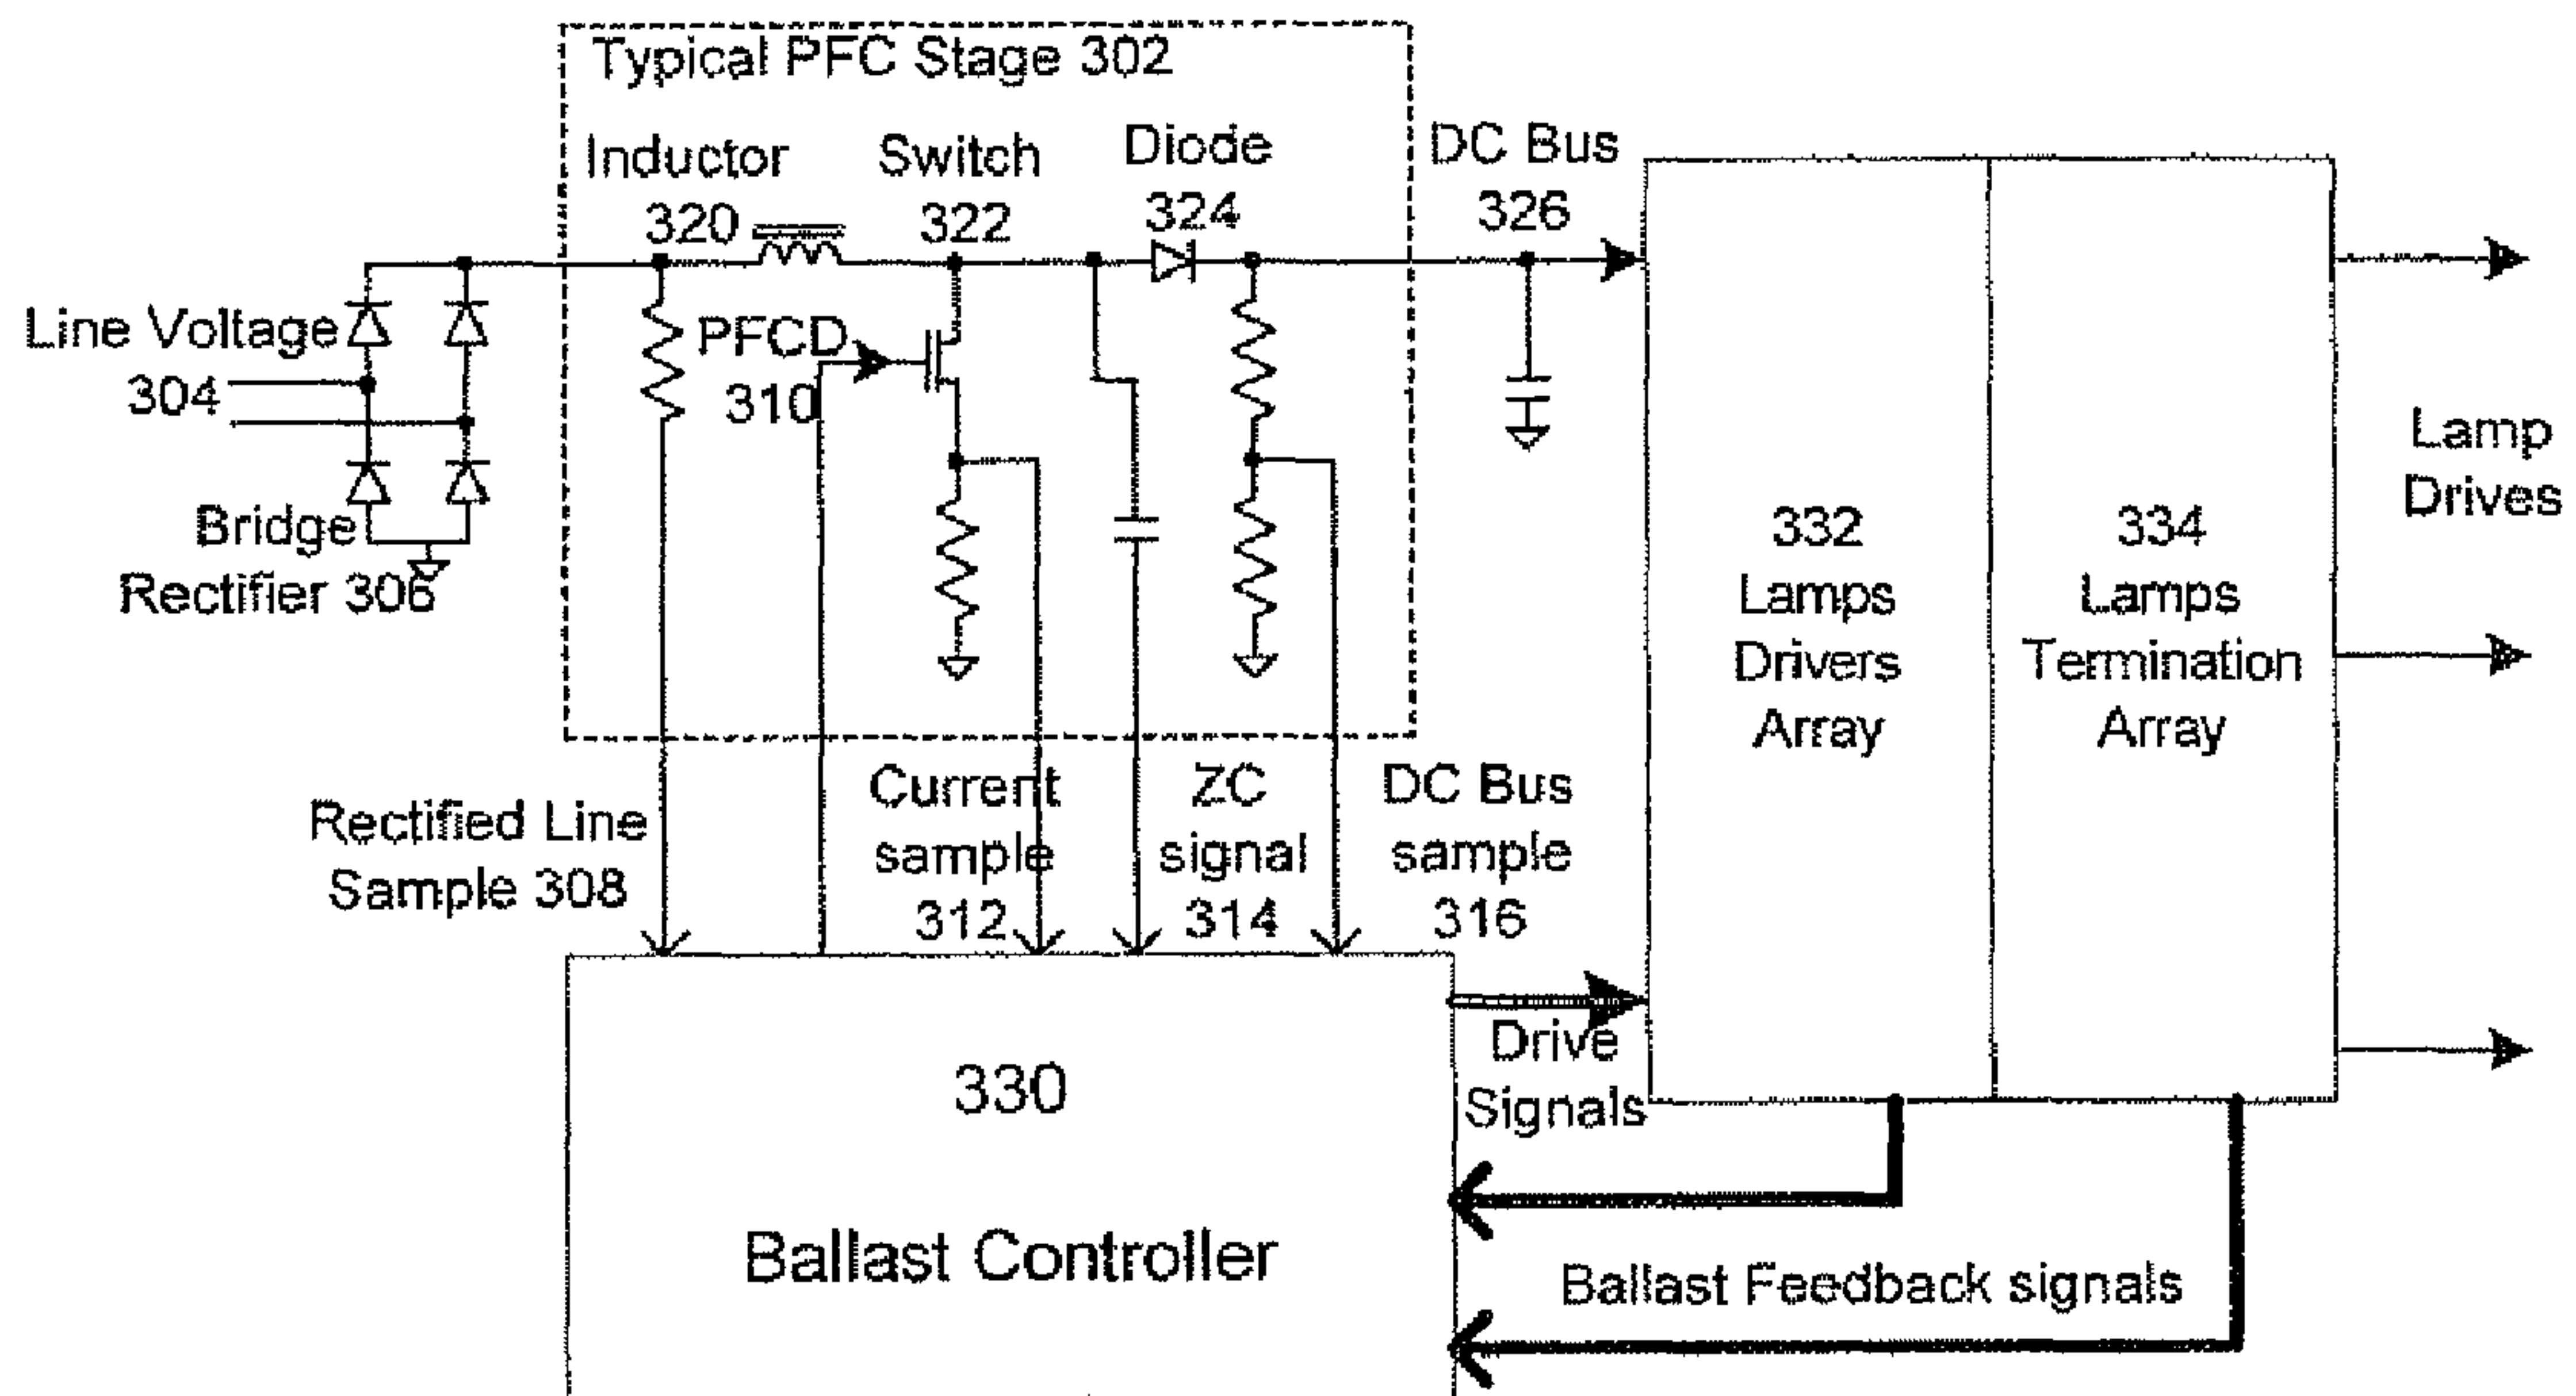 Typical PFC Stage 302
Inductor
320
Switch
322
Diode
324
DC Bus
326
Line Voltage
304
PFCD
310
Bridge
Rectifier 306
332
Lamps
Drivers
Array
334
Lamps
Termination
Array
Lamp
Drives
Rectified Line
Sample 308
Current
sample
312
ZC
signal
314
DC Bus
sample
316
Drive
Signals
330
Ballast Controller
Ballast Feedback signals